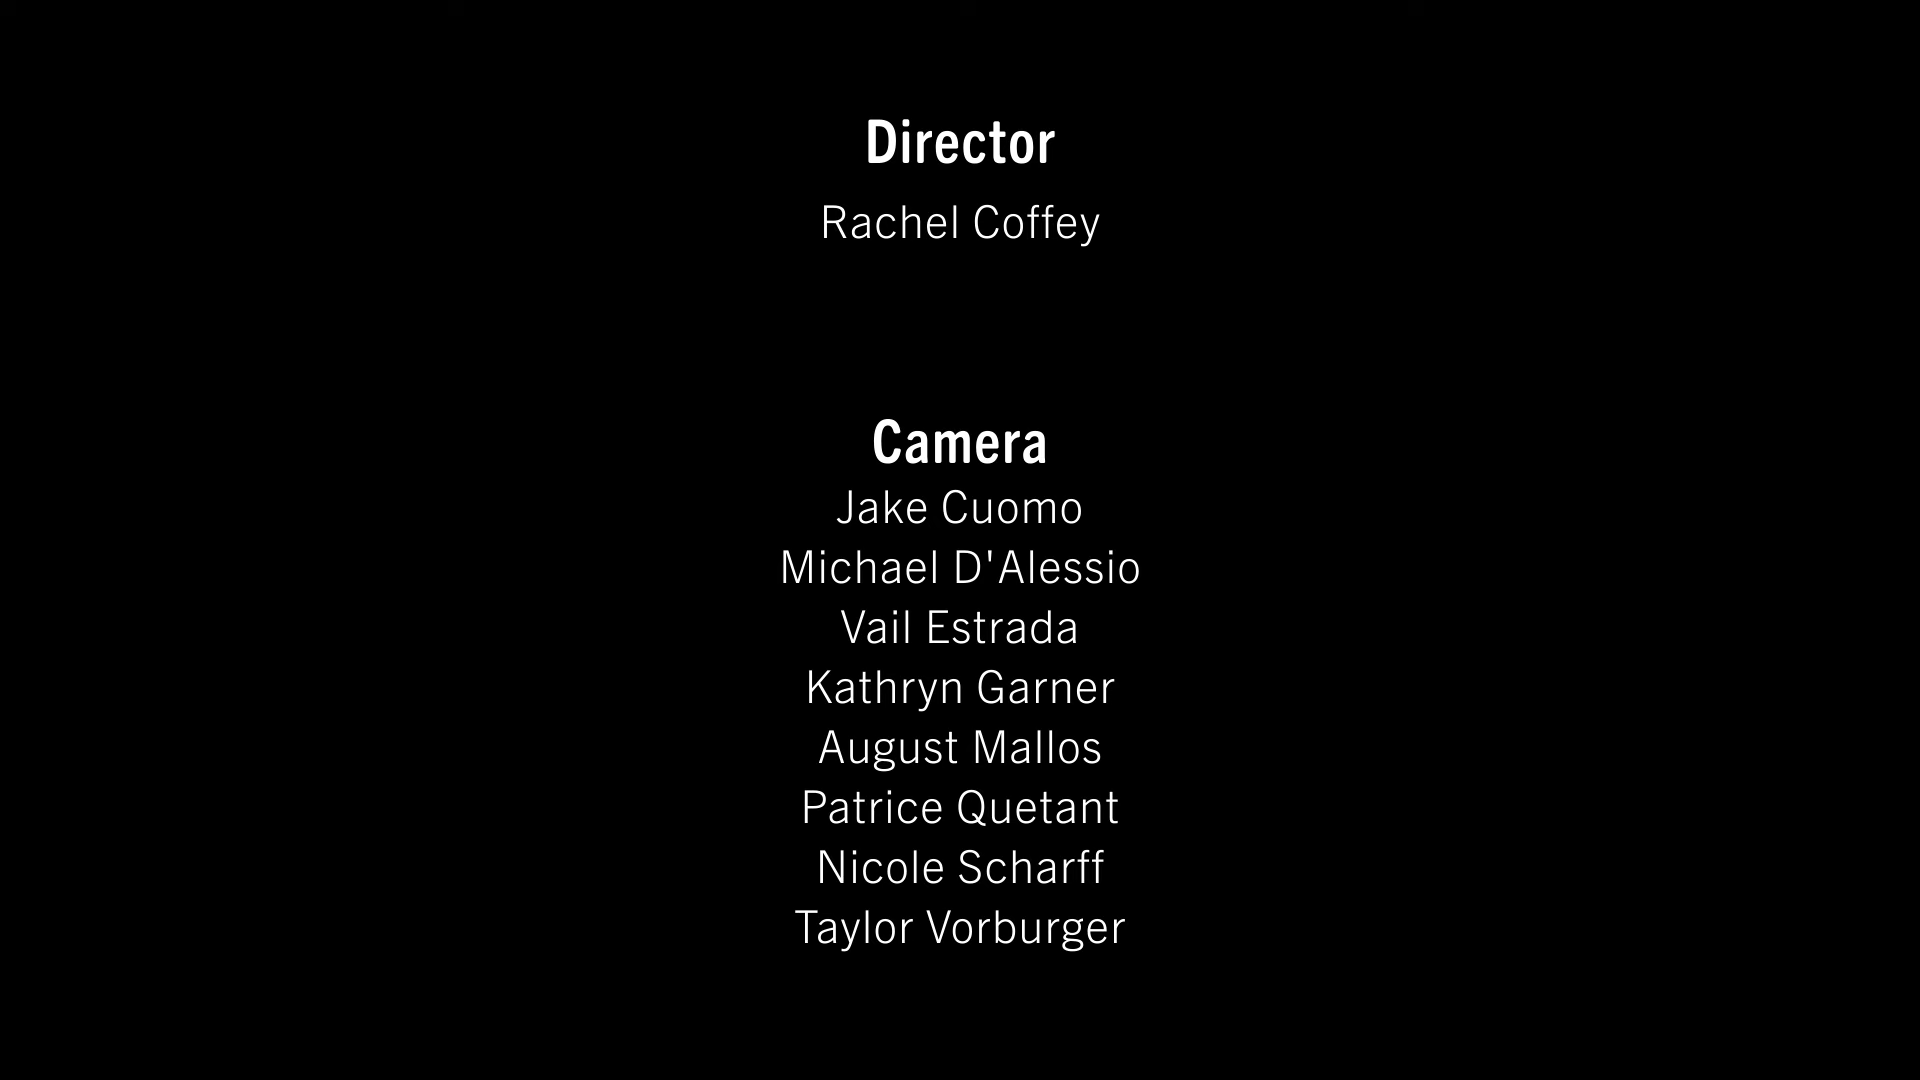 Director
Rachel Coffey
Camera
Jake Cuomo
Michael D'Alessio
Vail Estrada
Kathryn Garner
August Mallos
Patrice Quetant
Nicole Scharff
Taylor Vorburger